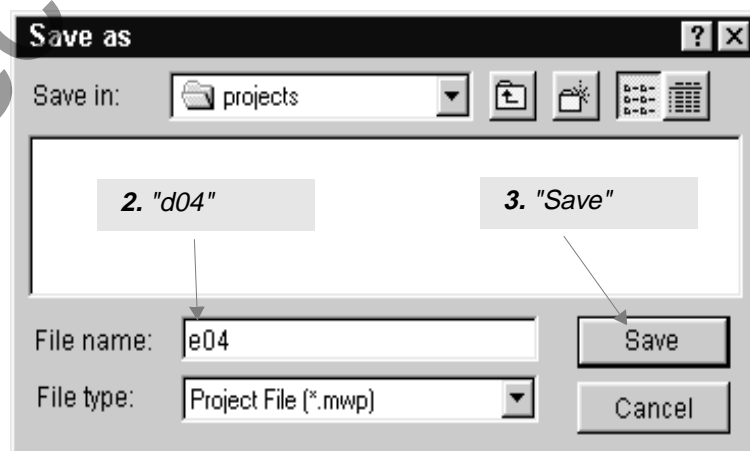 Save as
Save in: projects
2. "d04"
3. "Save"
File name: e04
Save
File type: Project File (*.mwp)
Cancel